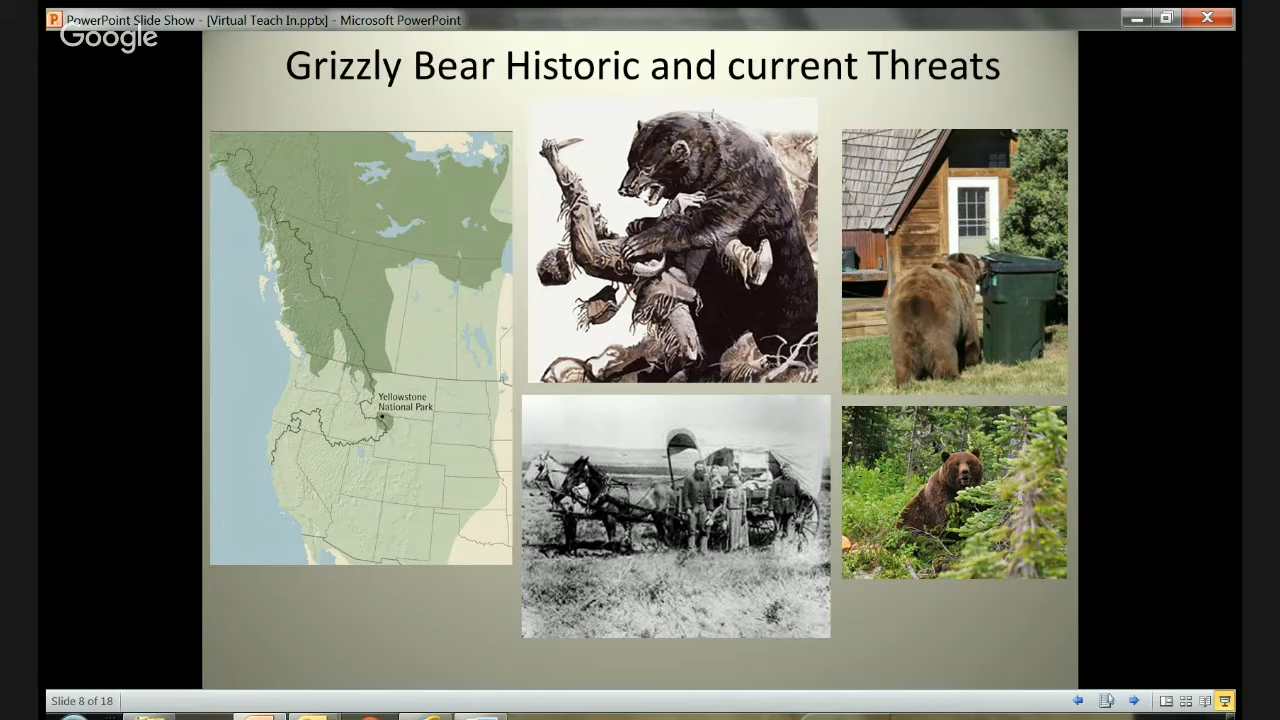 PowerPoint Slide Show - [Virtual Teach In.pptx] - Microsoft PowerPoint
Google
Grizzly Bear Historic and current Threats
Yellowstone
National Park
Slide 8 of 18